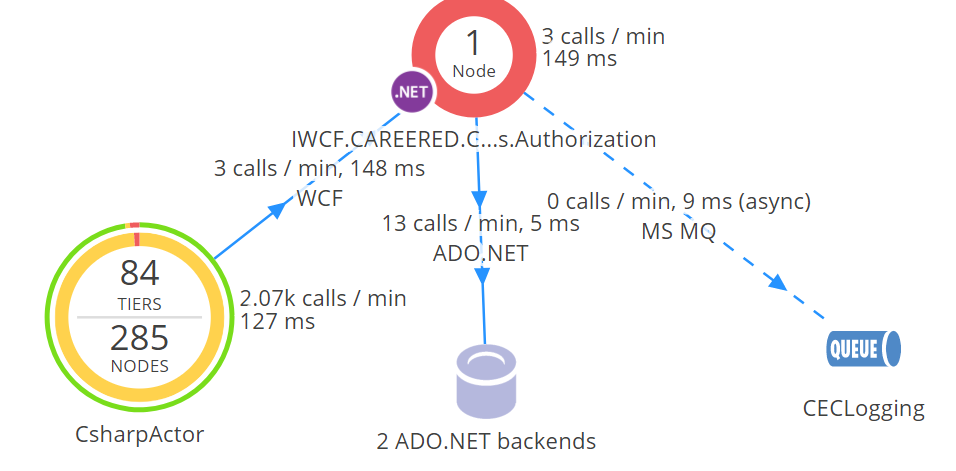 1
Node
3 calls / min
149 ms
.NET
IWCF.CAREERED.C...s.Authorization
3 calls / min, 148 ms
WCF
0 calls / min, 9 ms (async)
MS MQ
13 calls / min, 5 ms
ADO.NET
84
TIERS
285
NODES
2.07k calls / min
127 ms
QUEUE
CsharpActor
2 ADO.NET backends
CECLogging